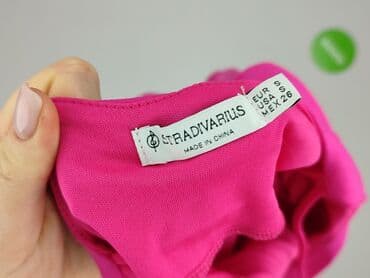 STRADIVARIUS
MADE IN CHINA
EUR S
USA S
MEX 26